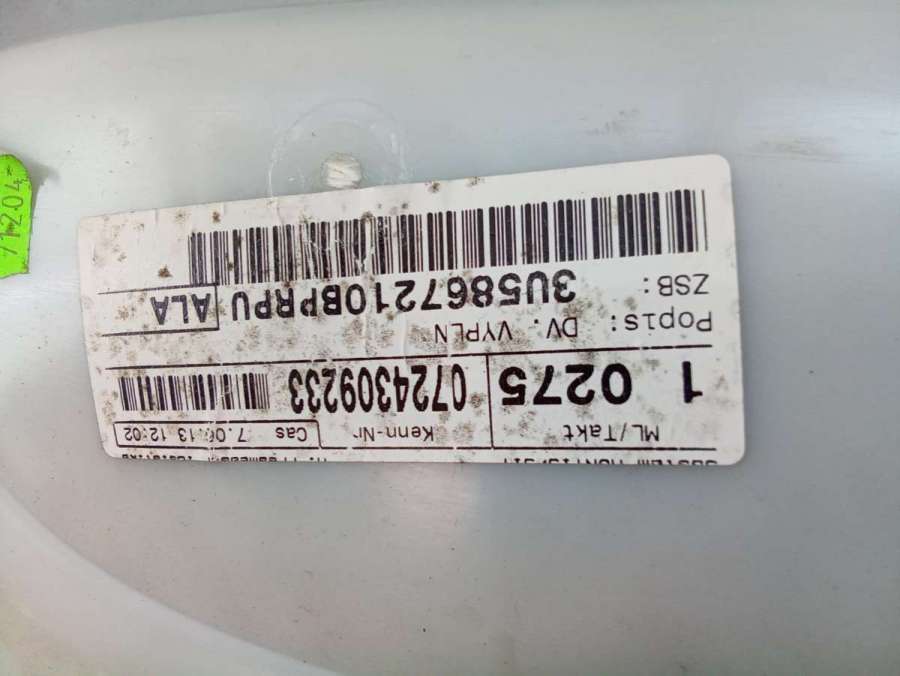 ML/Takt Kenn-Nr Cas 7.06.13 12:02
1 0275 0724309233
Popis: DV. VYPLN
ZSB: 3U5867210BPRPU ALA
71204